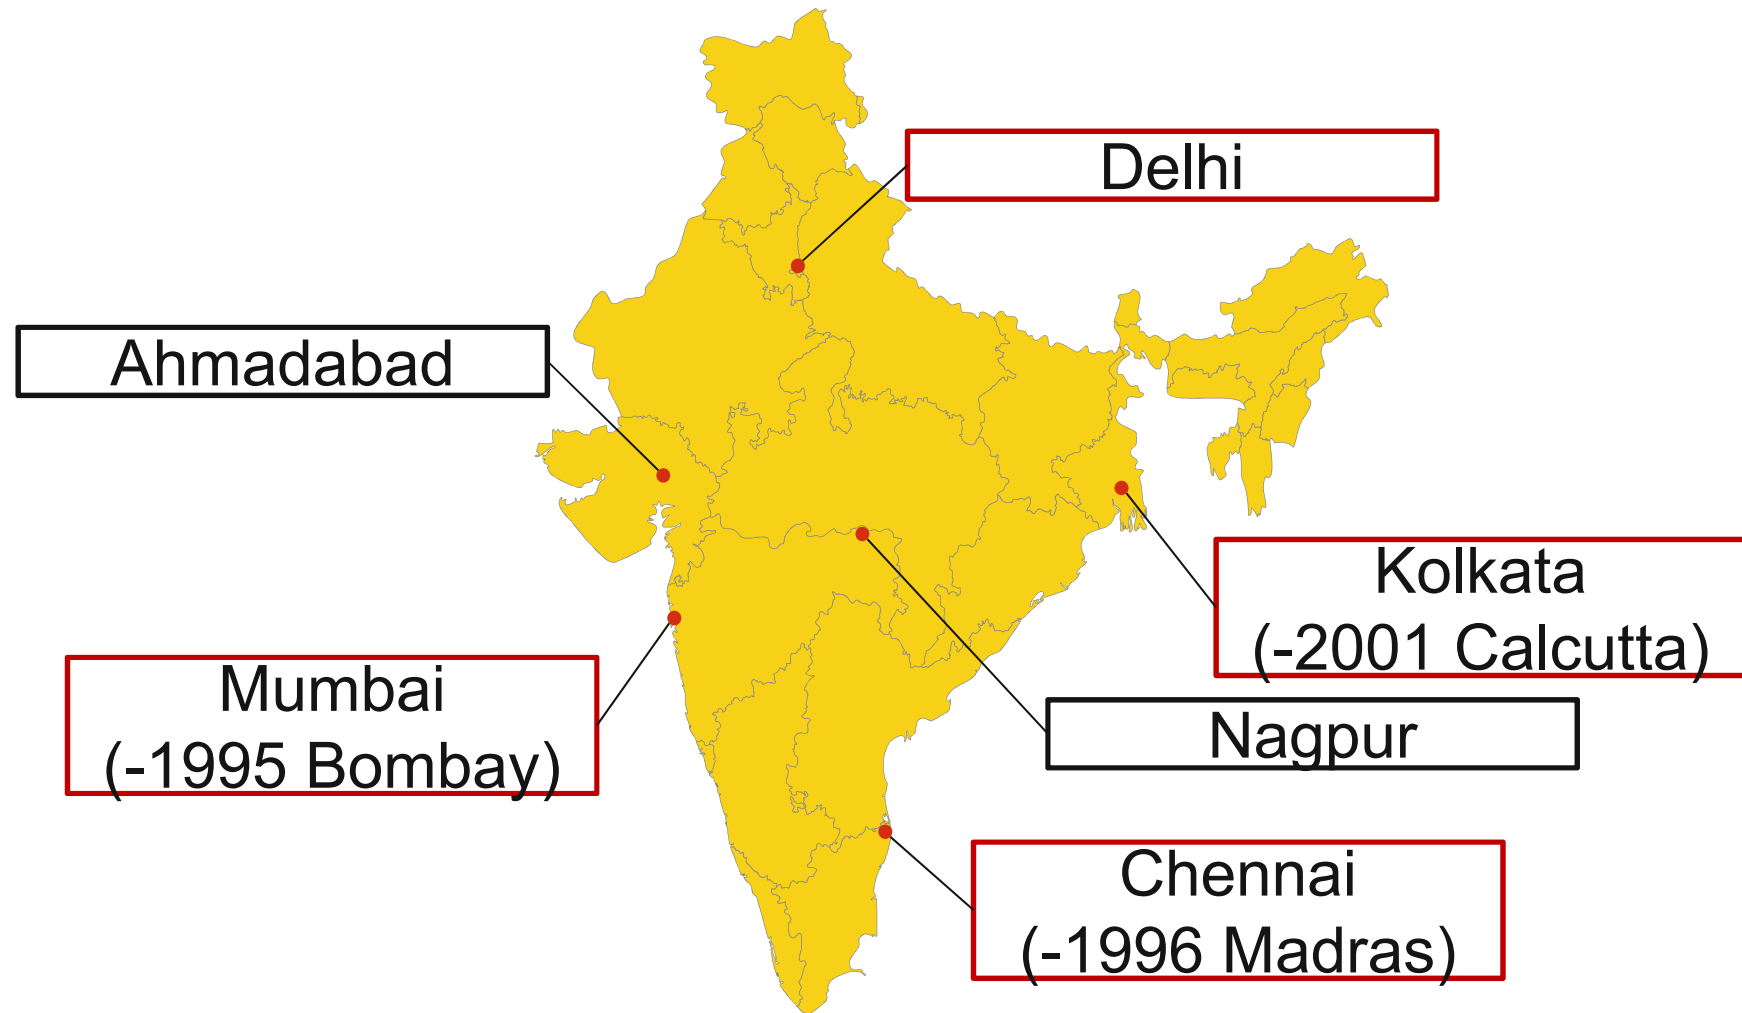 Delhi
Ahmadabad
Kolkata
(-2001 Calcutta)
Mumbai
(-1995 Bombay)
Nagpur
Chennai
(-1996 Madras)